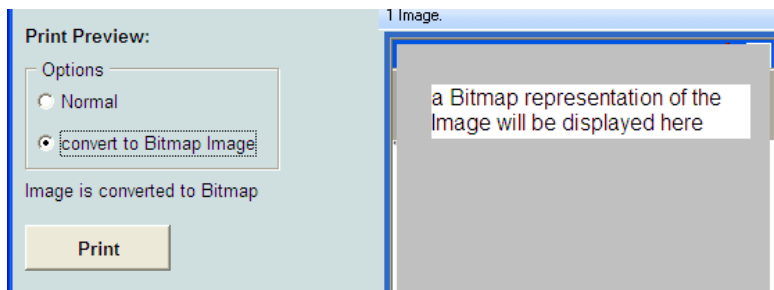 1 Image.
Print Preview:
Options
Normal
convert to Bitmap Image
Image is converted to Bitmap
Print
a Bitmap representation of the
Image will be displayed here